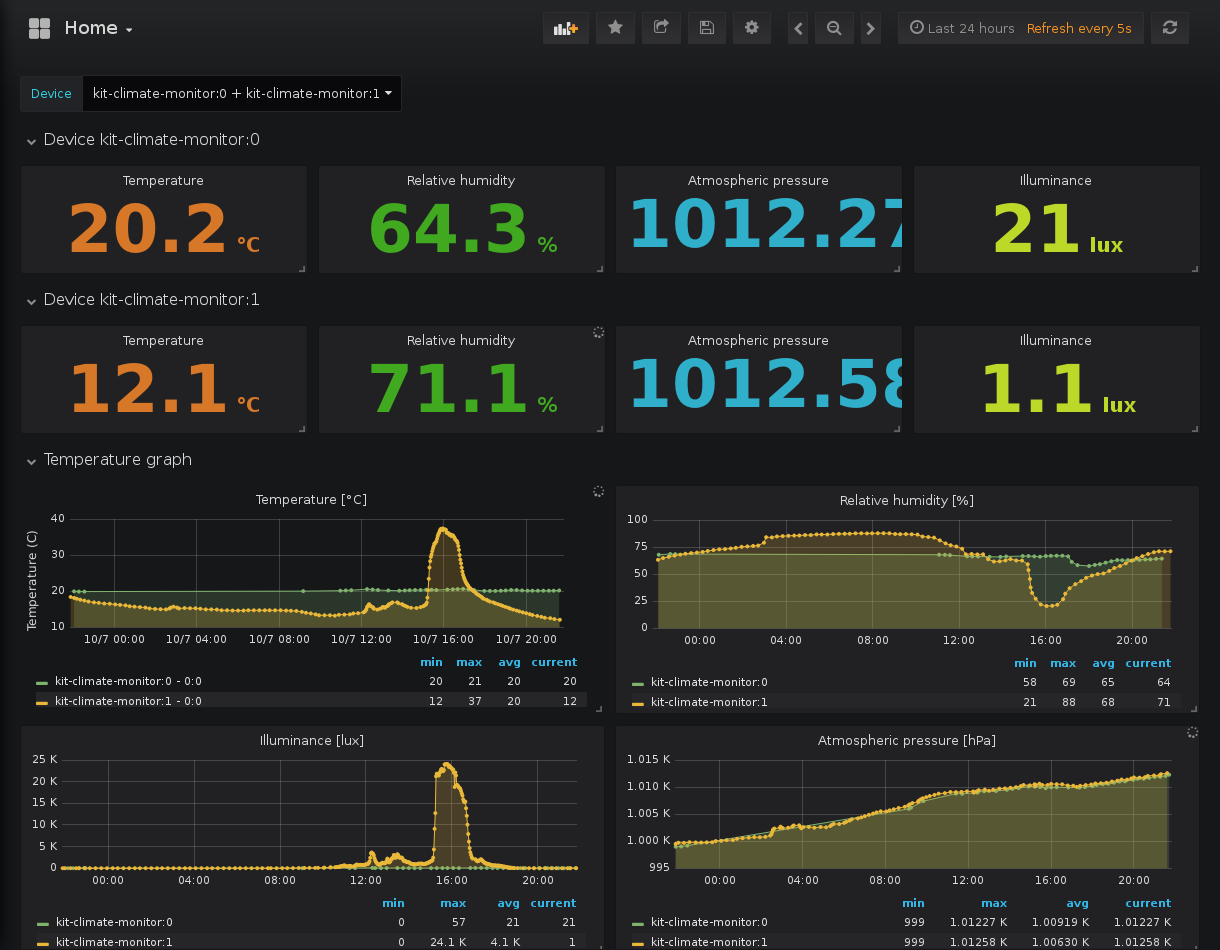 Home
Last 24 hours Refresh every 5s
Device kit-climate-monitor:0 + kit-climate-monitor:1
Device kit-climate-monitor:0
Temperature Relative humidity Atmospheric pressure Illuminance
20.2 °C 64.3 % 1012.27 21 lux
Device kit-climate-monitor:1
Temperature Relative humidity Atmospheric pressure Illuminance
12.1 °C 71.1 % 1012.58 1.1 lux
Temperature graph
Temperature [°C]
Temperature (C)
40
30
20
10
10/7 00:00 10/7 04:00 10/7 08:00 10/7 12:00 10/7 16:00 10/7 20:00
min max avg current
kit-climate-monitor:0 - 0:0 20 21 20 20
kit-climate-monitor:1 - 0:0 12 37 20 12
Relative humidity [%]
100
75
50
25
0
00:00 04:00 08:00 12:00 16:00 20:00
min max avg current
kit-climate-monitor:0 58 69 65 64
kit-climate-monitor:1 21 88 68 71
Illuminance [lux]
25 K
20 K
15 K
10 K
5 K
0
00:00 04:00 08:00 12:00 16:00 20:00
min max avg current
kit-climate-monitor:0 0 57 21 21
kit-climate-monitor:1 0 24.1 K 4.1 K 1
Atmospheric pressure [hPa]
1.015 K
1.010 K
1.005 K
1.000 K
995
00:00 04:00 08:00 12:00 16:00 20:00
min max avg current
kit-climate-monitor:0 999 1.01227 K 1.00919 K 1.01227 K
kit-climate-monitor:1 999 1.01258 K 1.00630 K 1.01258 K